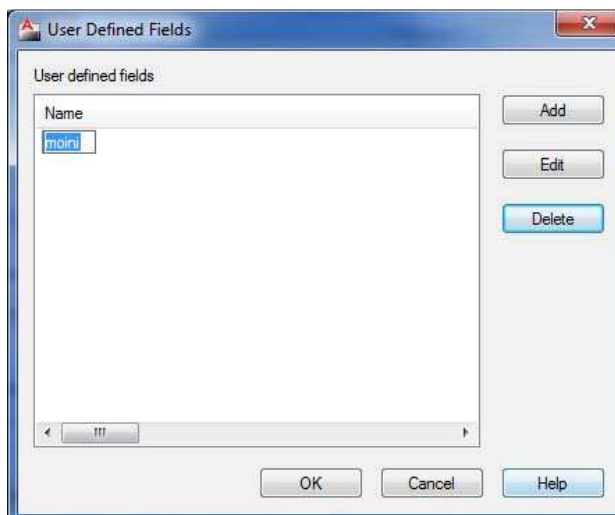 User Defined Fields
User defined fields
Name
moini
Add
Edit
Delete
OK
Cancel
Help